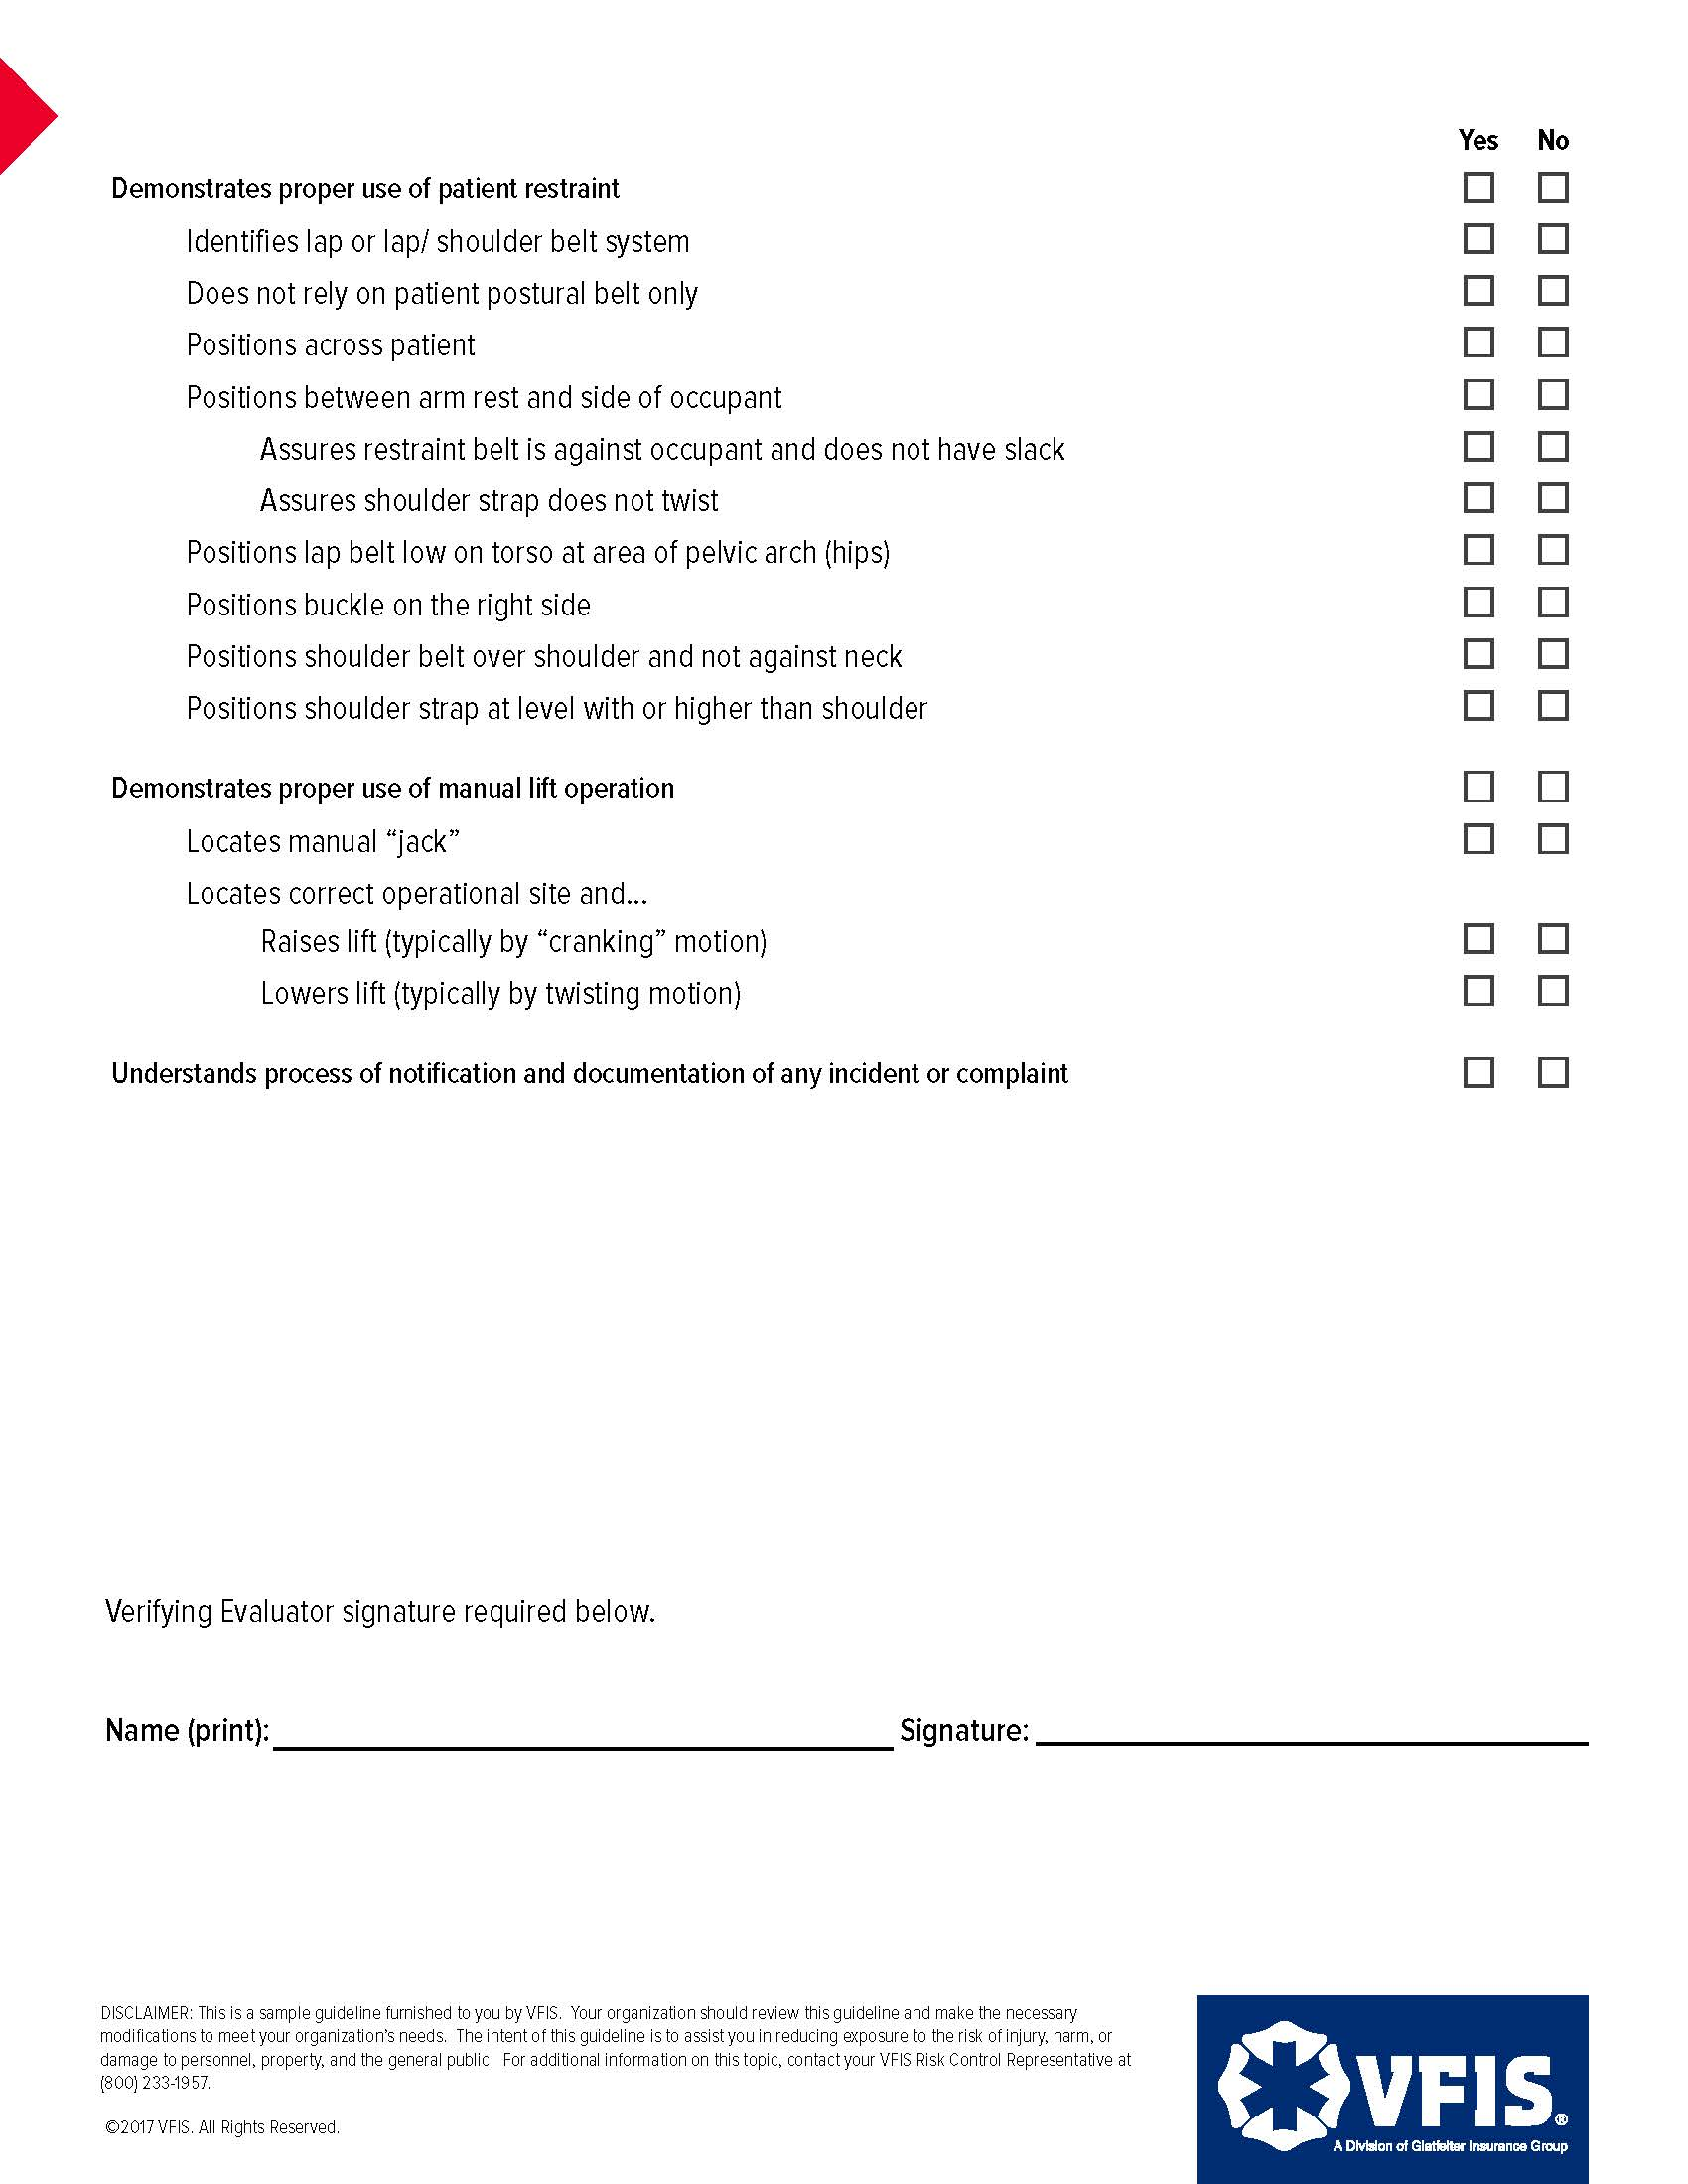 Yes No
Demonstrates proper use of patient restraint
Identifies lap or lap/ shoulder belt system
Does not rely on patient postural belt only
Positions across patient
Positions between arm rest and side of occupant
Assures restraint belt is against occupant and does not have slack
Assures shoulder strap does not twist
Positions lap belt low on torso at area of pelvic arch (hips)
Positions buckle on the right side
Positions shoulder belt over shoulder and not against neck
Positions shoulder strap at level with or higher than shoulder
Demonstrates proper use of manual lift operation
Locates manual “jack”
Locates correct operational site and...
Raises lift (typically by “cranking” motion)
Lowers lift (typically by twisting motion)
Understands process of notification and documentation of any incident or complaint
Verifying Evaluator signature required below.
Name (print): Signature:
DISCLAIMER: This is a sample guideline furnished to you by VFIS. Your organization should review this guideline and make the necessary
modifications to meet your organization’s needs. The intent of this guideline is to assist you in reducing exposure to the risk of injury, harm, or
damage to personnel, property, and the general public. For additional information on this topic, contact your VFIS Risk Control Representative at
(800) 233-1957.
©2017 VFIS. All Rights Reserved.
VFIS®
A Division of Glatfelter Insurance Group